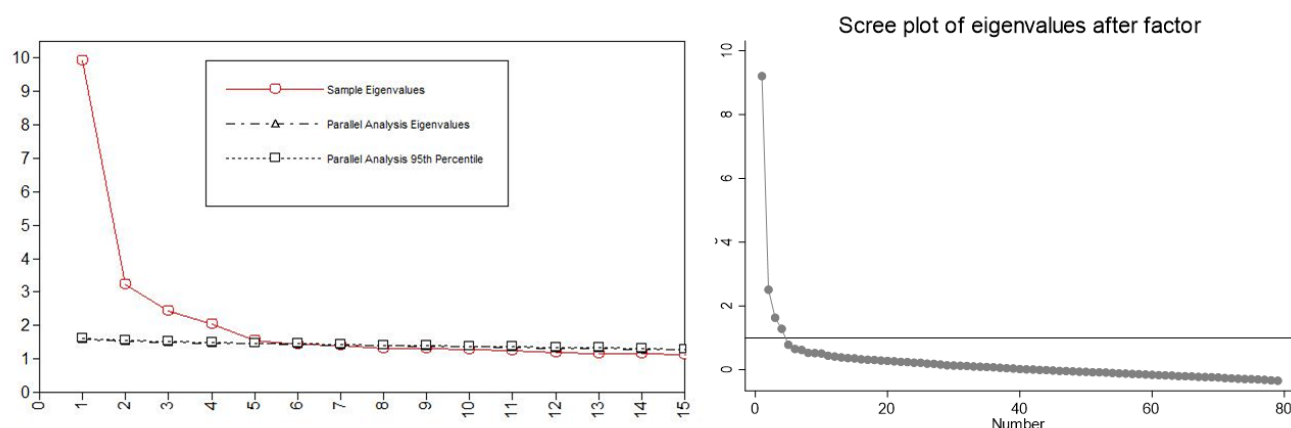 10
9
8
7
6
5
4
3
2
1
0
Sample Eigenvalues
Parallel Analysis Eigenvalues
Parallel Analysis 95th Percentile
0 1 2 3 4 5 6 7 8 9 10 11 12 13 14 15
Scree plot of eigenvalues after factor
10
8
6
4
2
0
0 20 40 60 80
Number